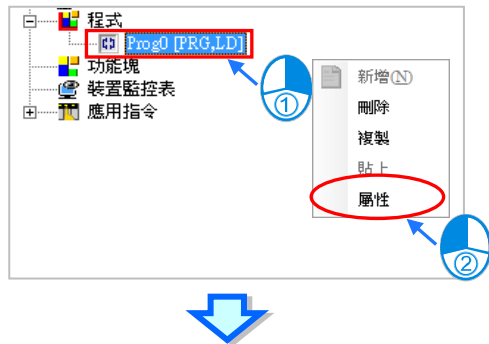 程式
Prog0 [PRG,LD]
功能塊
裝置監控表
應用指令
①
新增(N)
刪除
複製
貼上
屬性
②